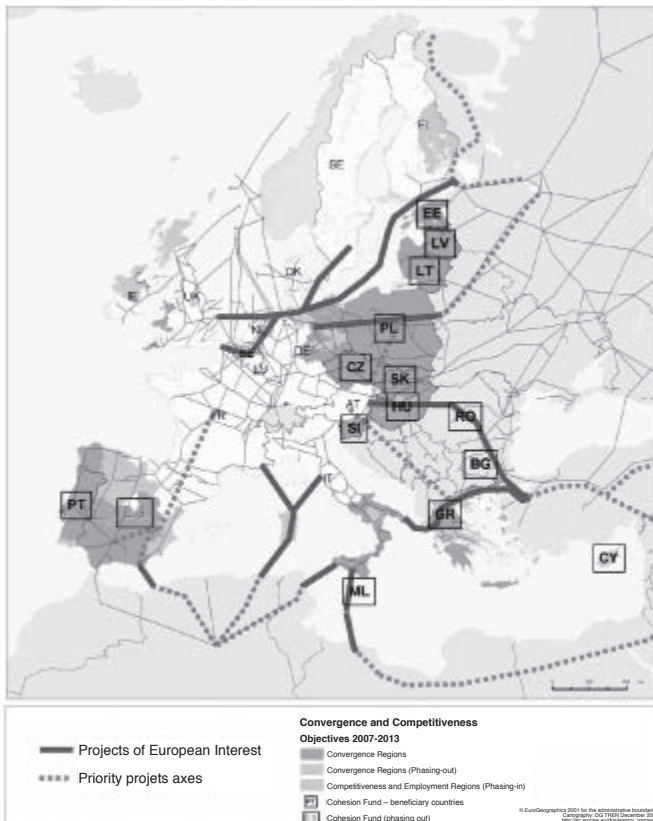 FI
SE
EE
LV
LT
DK
IE
UK
NL
PL
DE
BE
CZ
LU
SK
AT
HU
RO
FR
SI
BG
IT
PT
GR
CY
ML
Projects of European Interest
Priority projets axes
Convergence and Competitiveness
Objectives 2007-2013
Convergence Regions
Convergence Regions (Phasing-out)
Competitiveness and Employment Regions (Phasing-in)
PT Cohesion Fund – beneficiary countries
Cohesion Fund (phasing out)
© EuroGeographics 2001 for the administrative boundari
Cartography: DG TREN December 20